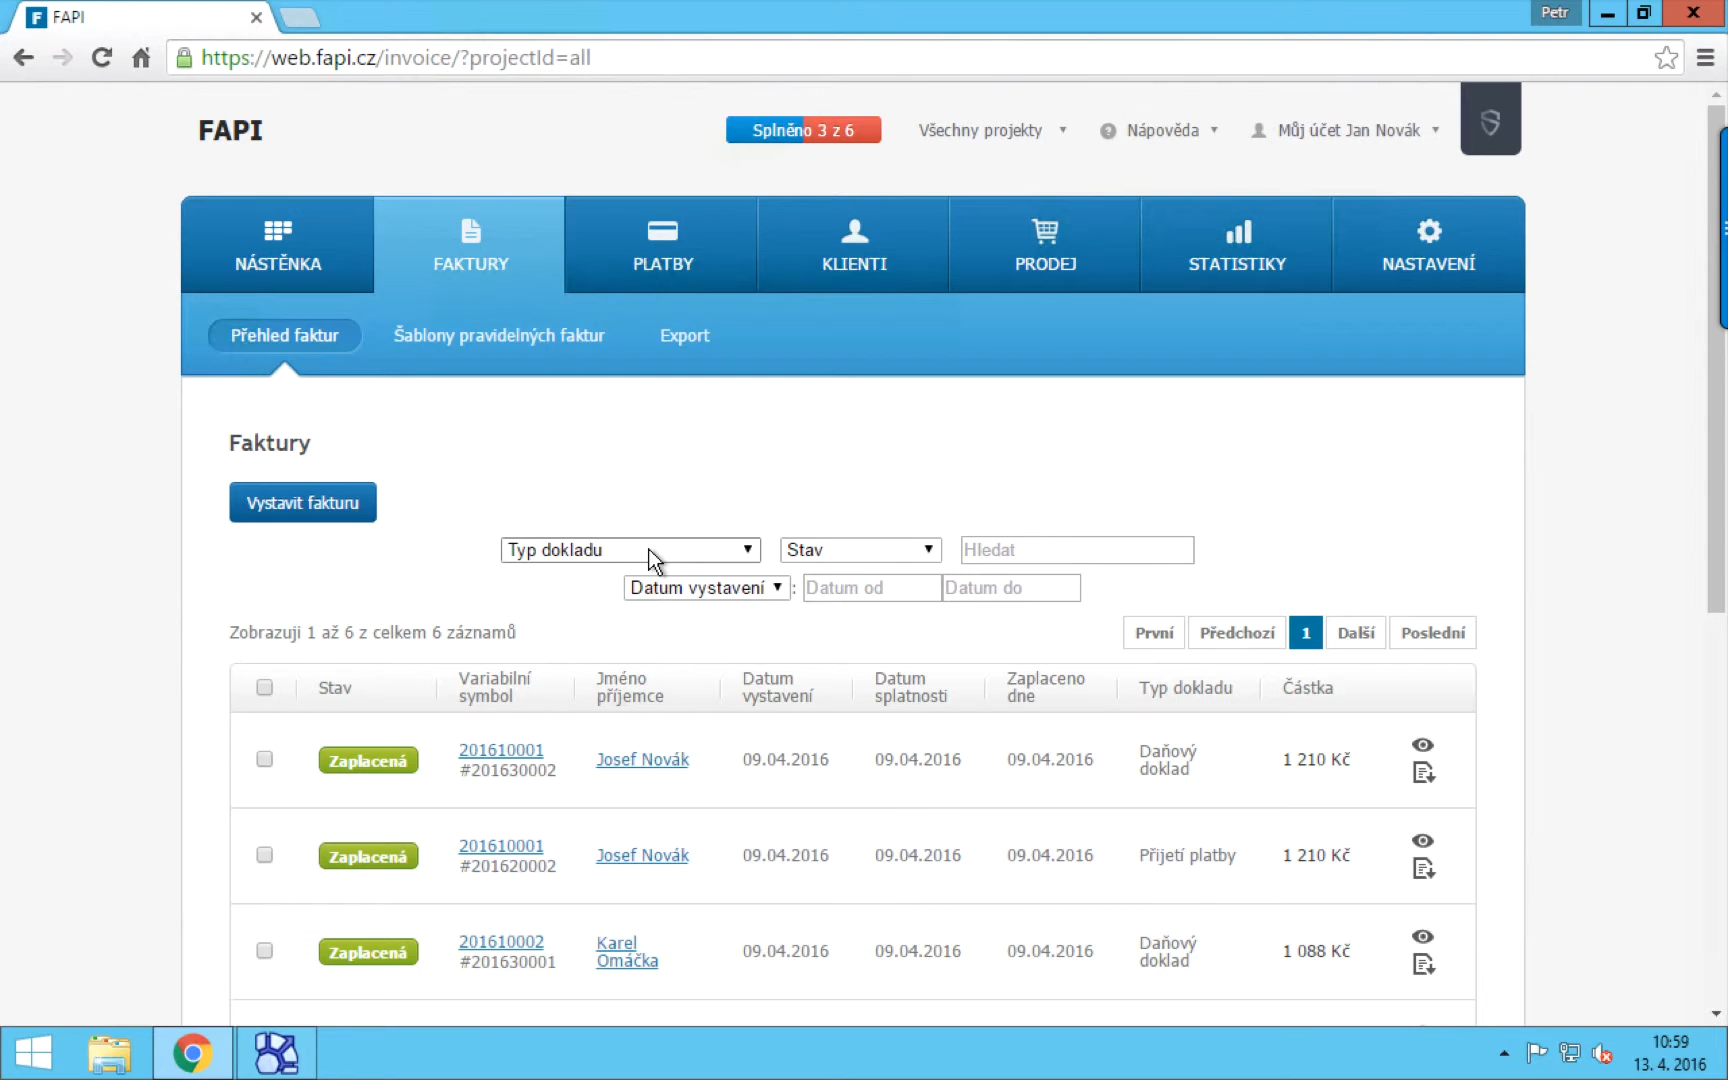 FAPI
Petr
https://web.fapi.cz/invoice/?projectId=all
FAPI
Splněno 3 z 6
Všechny projekty
Nápověda
Můj účet Jan Novák
NÁSTĚNKA
FAKTURY
PLATBY
KLIENTI
PRODEJ
STATISTIKY
NASTAVENÍ
Přehled faktur
Šablony pravidelných faktur
Export
Faktury
Vystavit fakturu
Typ dokladu
Stav
Hledat
Datum vystavení
:
Datum od
Datum do
Zobrazuji 1 až 6 z celkem 6 záznamů
První
Předchozí
1
Další
Poslední
Stav
Variabilní
symbol
Jméno
příjemce
Datum
vystavení
Datum
splatnosti
Zaplaceno
dne
Typ dokladu
Částka
Zaplacená
201610001
#201630002
Josef Novák
09.04.2016
09.04.2016
09.04.2016
Daňový
doklad
1 210 Kč
Zaplacená
201610001
#201620002
Josef Novák
09.04.2016
09.04.2016
09.04.2016
Přijetí platby
1 210 Kč
Zaplacená
201610002
#201630001
Karel
Omáčka
09.04.2016
09.04.2016
09.04.2016
Daňový
doklad
1 088 Kč
10:59
13. 4. 2016